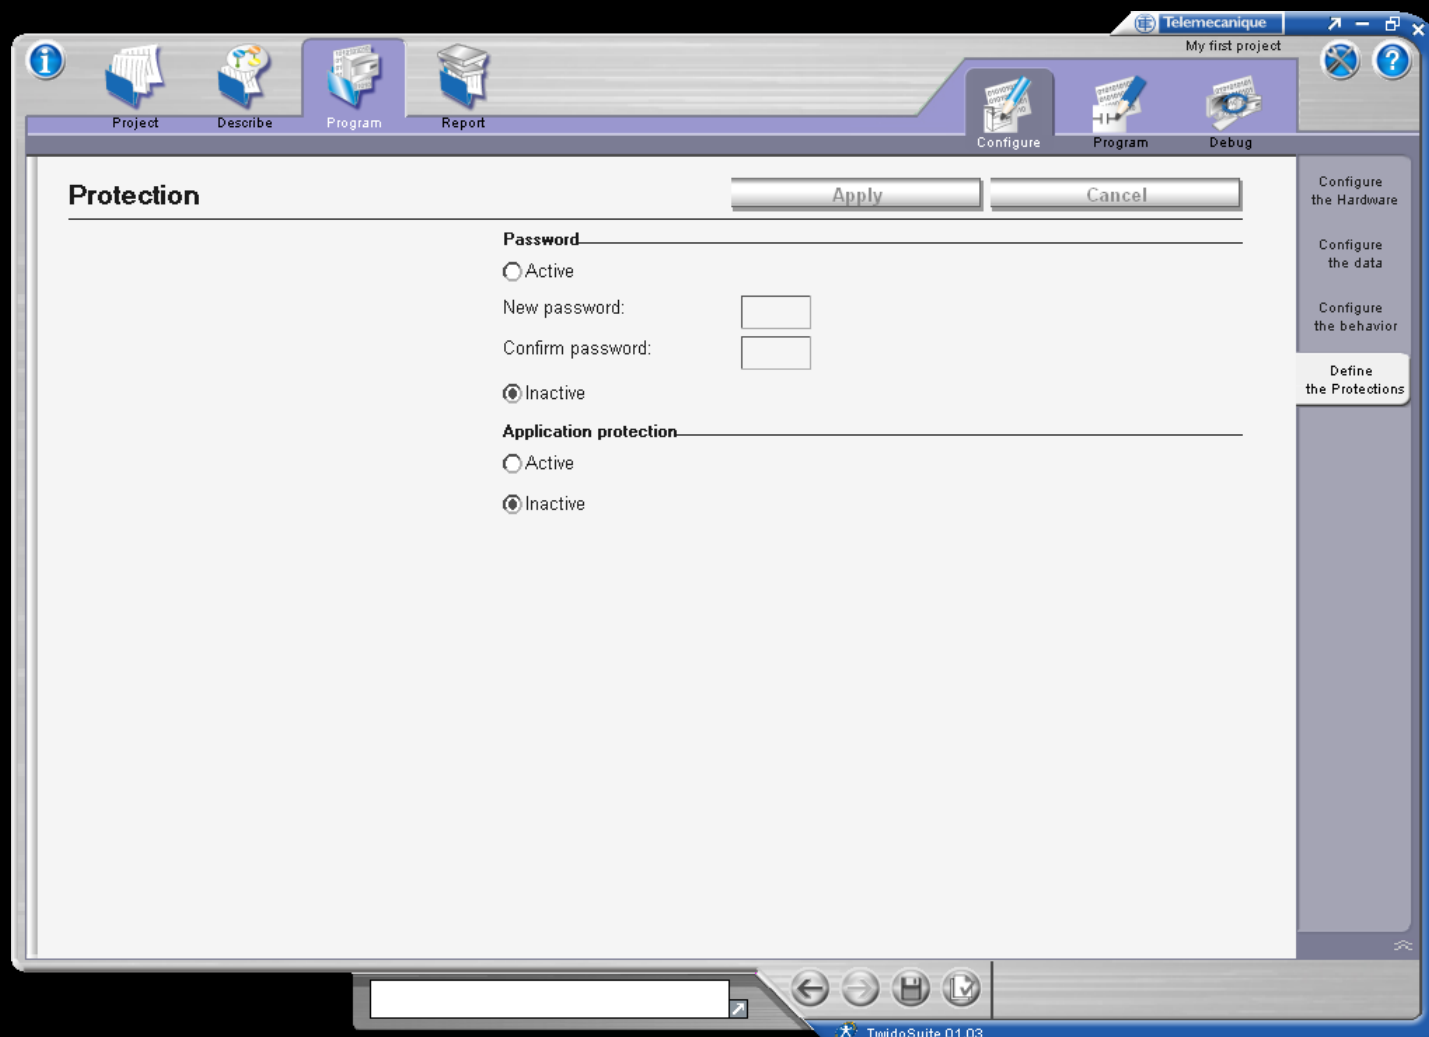 Telemecanique
My first project
Project
Describe
Program
Report
Configure
Program
Debug
Protection
Apply
Cancel
Password
Active
New password:
Confirm password:
Inactive
Application protection
Active
Inactive
Configure
the Hardware
Configure
the data
Configure
the behavior
Define
the Protections
TwidoSuite 01.03